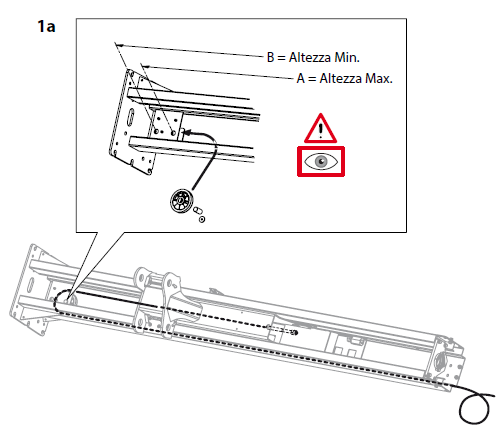 1a
B = Altezza Min.
A = Altezza Max.